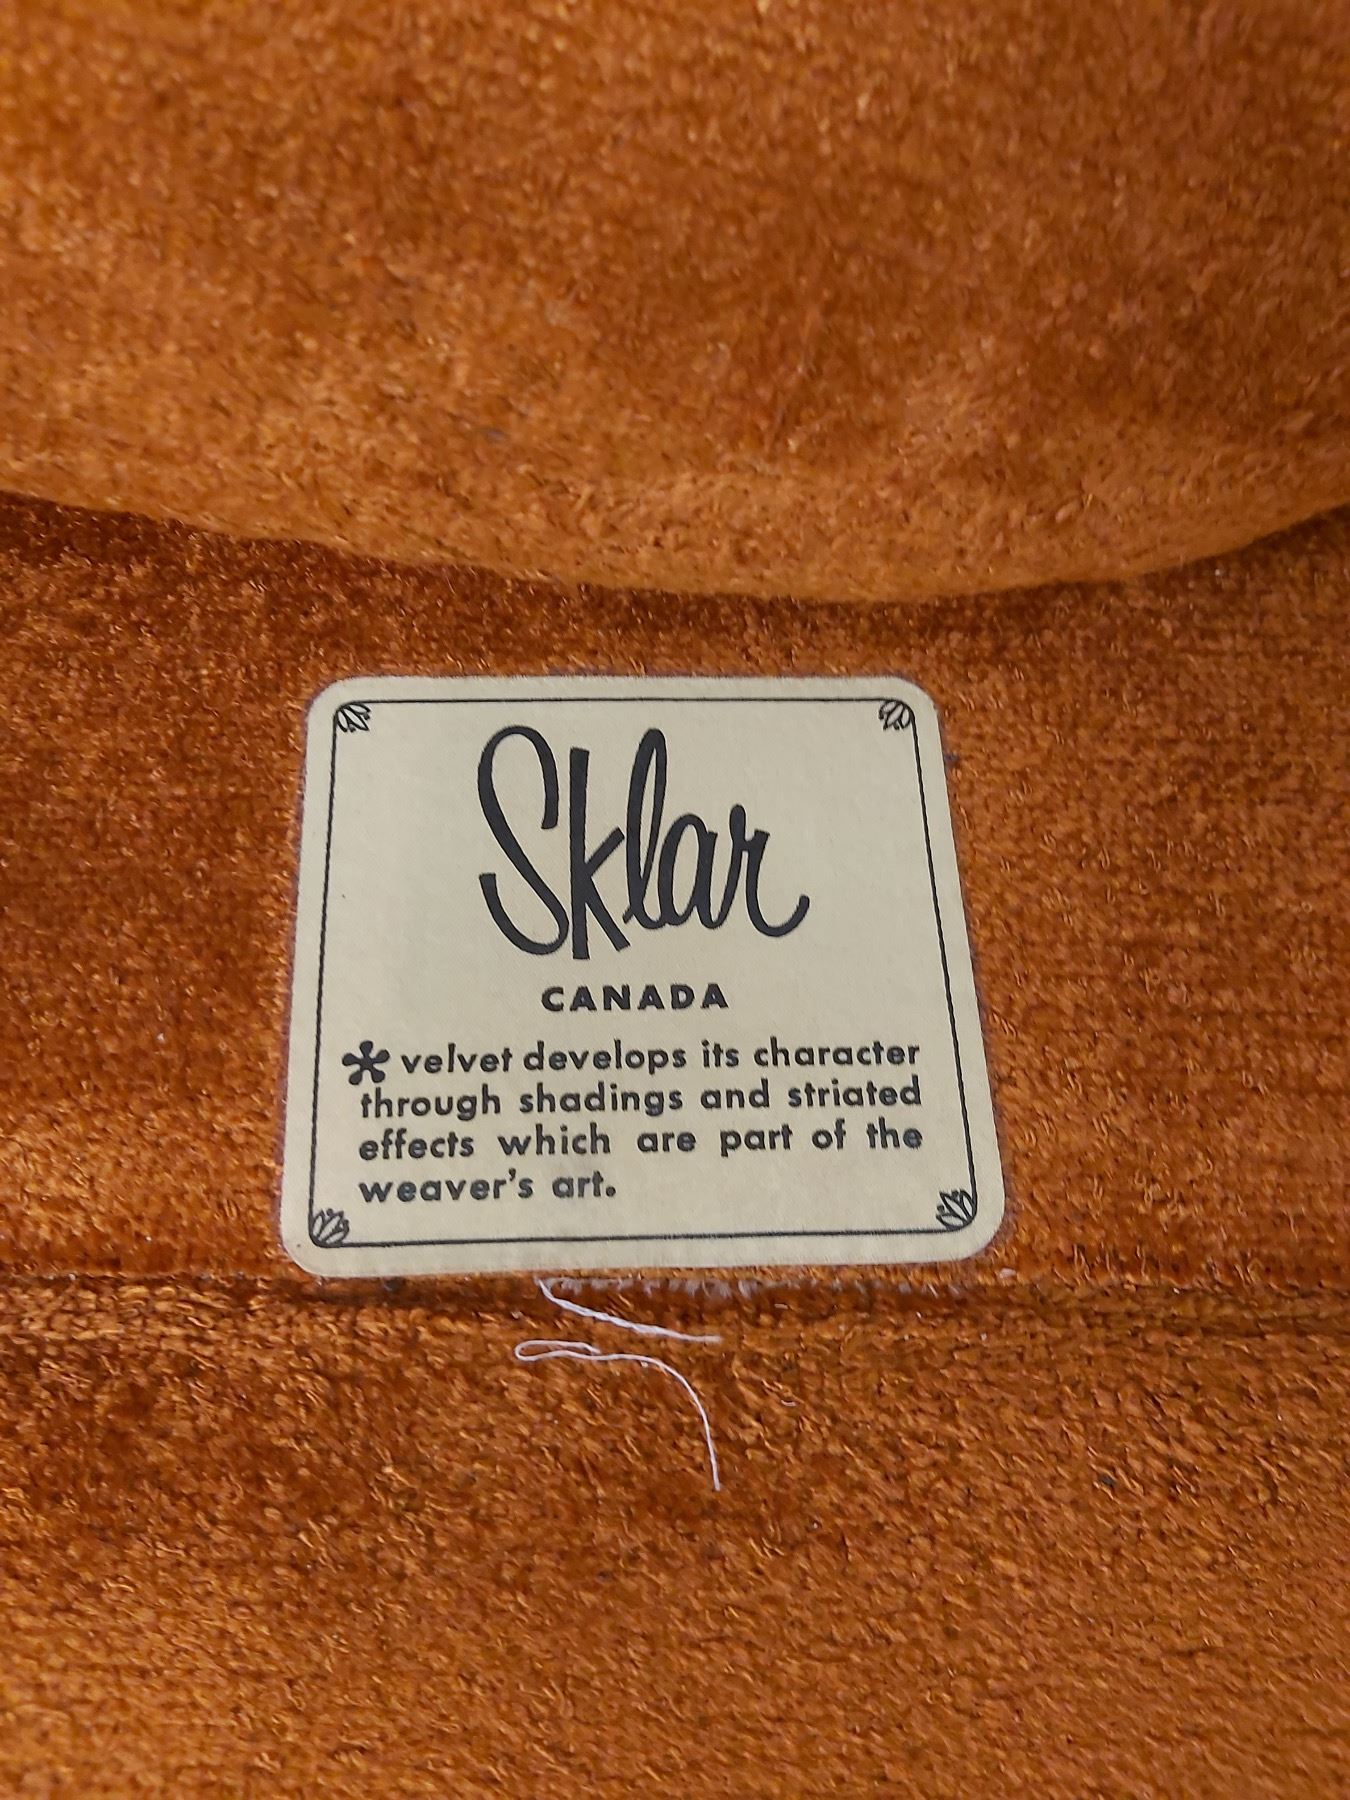 Sklar
CANADA
* velvet develops its character
through shadings and striated
effects which are part of the
weaver's art.